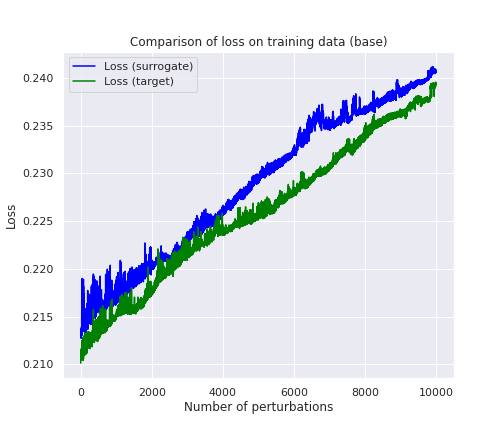 Comparison of loss on training data (base)
Loss (surrogate)
Loss (target)
0.240
0.235
0.230
0.225
0.220
0.215
0.210
Loss
0
2000
4000
6000
8000
10000
Number of perturbations